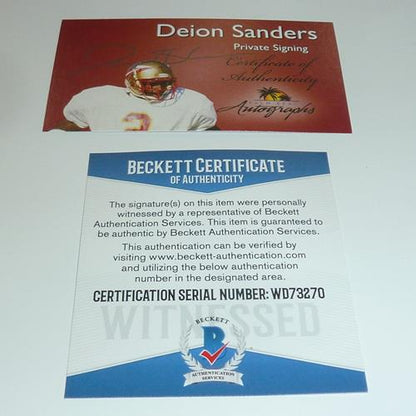 Deion Sanders
Private Signing
Certificate of
Authenticity
Autographs
2
BECKETT CERTIFICATE
OF AUTHENTICITY
The signature(s) on this item were personally
witnessed by a representative of Beckett
Authentication Services. This item is guaranteed to
be authentic by Beckett Authentication Services.
This authentication can be verified by
visiting www.beckett-authentication.com
and utilizing the below authentication
number in the designated area.
CERTIFICATION SERIAL NUMBER: WD73270
WITNESSED
BECKETT
B
AUTHENTICATION
SERVICES